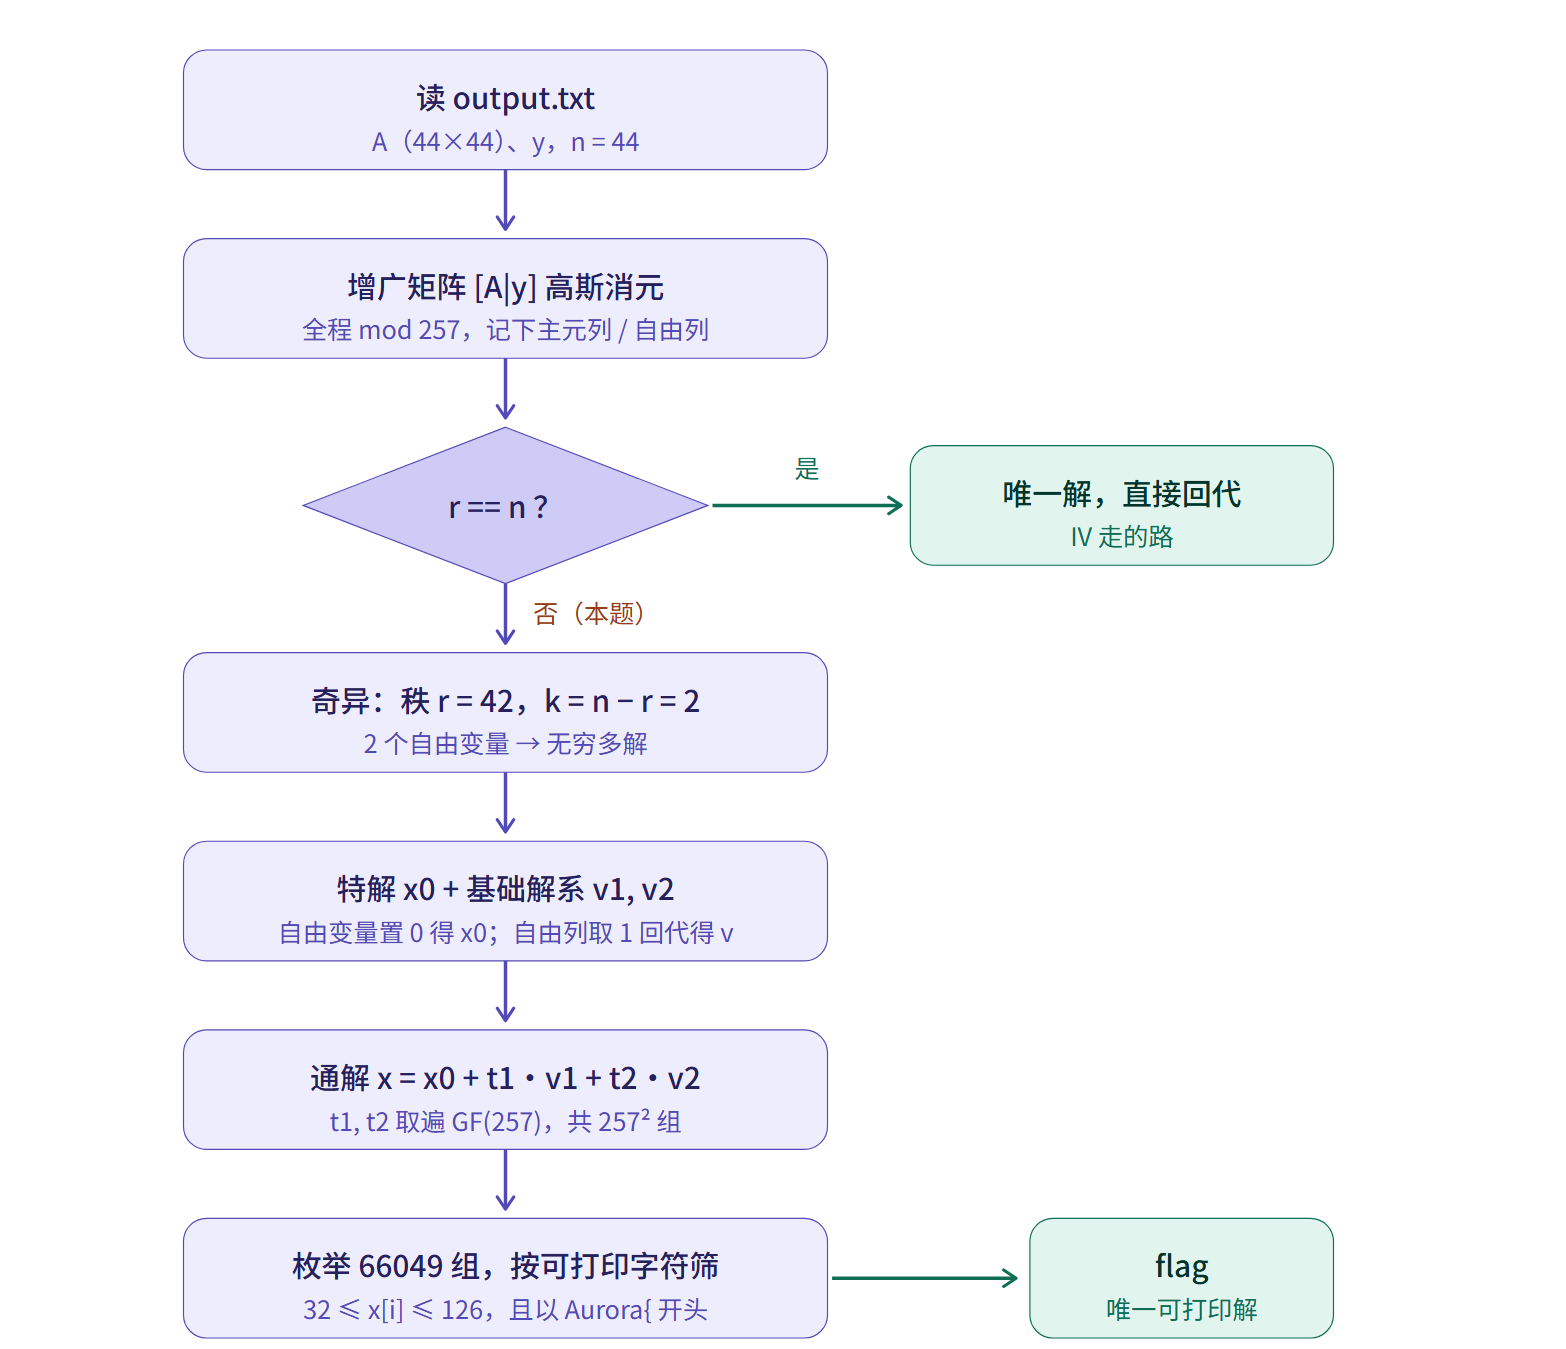 读 output.txt
A（44×44）、y，n = 44
增广矩阵 [A|y] 高斯消元
全程 mod 257，记下主元列 / 自由列
r == n ？
是
唯一解，直接回代
IV 走的路
否（本题）
奇异：秩 r = 42，k = n − r = 2
2 个自由变量 → 无穷多解
特解 x0 + 基础解系 v1, v2
自由变量置 0 得 x0；自由列取 1 回代得 v
通解 x = x0 + t1・v1 + t2・v2
t1, t2 取遍 GF(257)，共 257² 组
枚举 66049 组，按可打印字符筛
32 ⩽ x[i] ⩽ 126，且以 Aurora{ 开头
flag
唯一可打印解